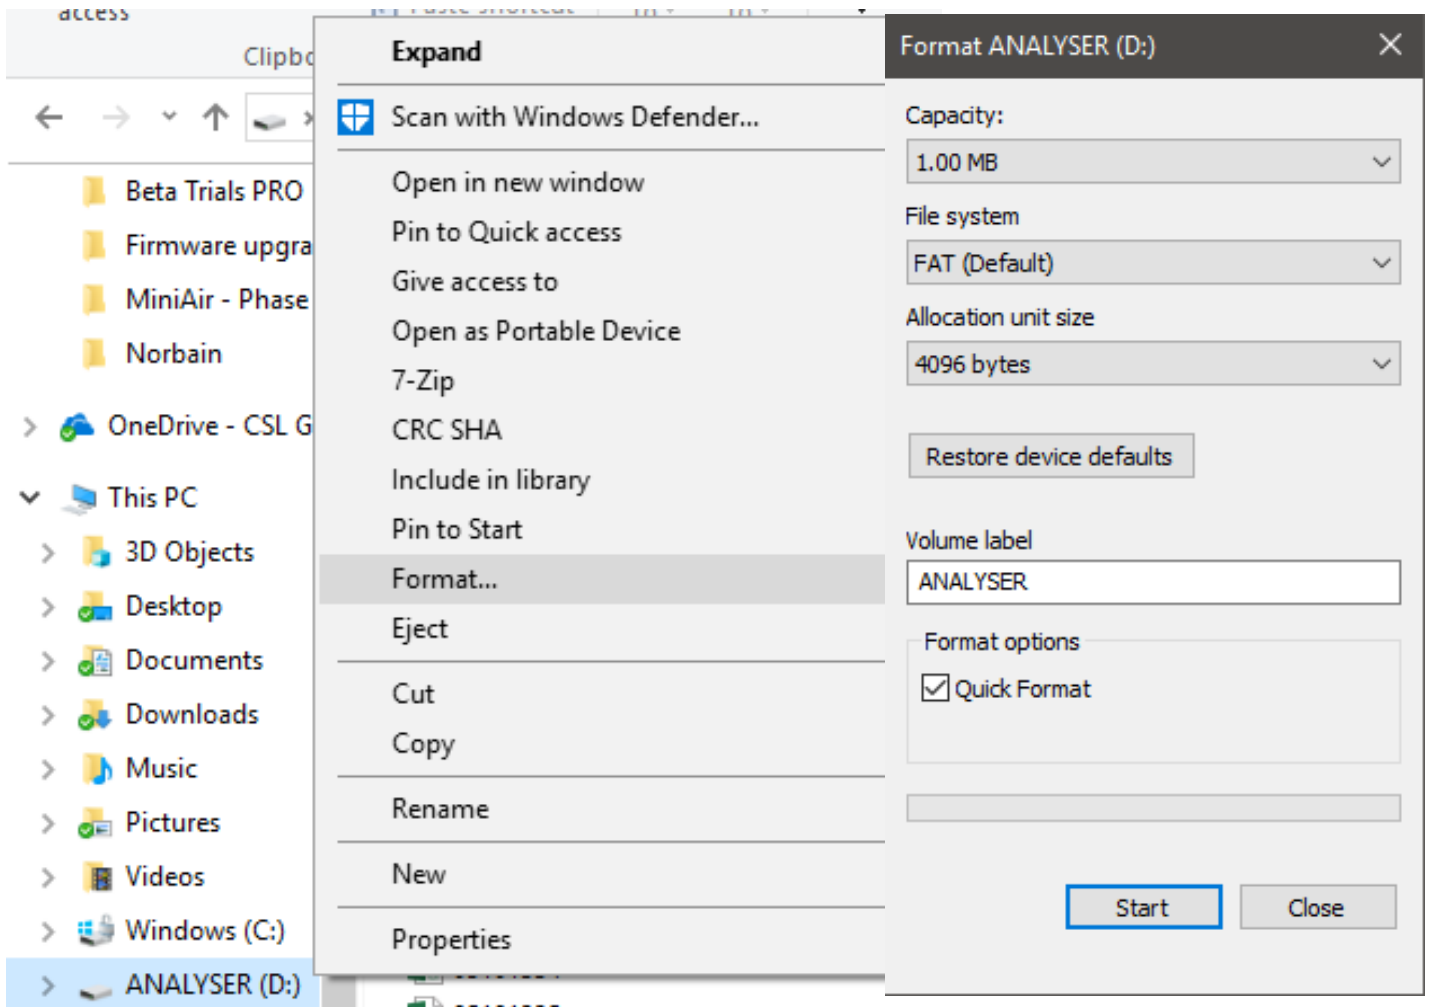 access
Paste shortcut
to
to
Clipbo
Beta Trials PRO
Firmware upgra
MiniAir - Phase
Norbain
OneDrive - CSL G
This PC
3D Objects
Desktop
Documents
Downloads
Music
Pictures
Videos
Windows (C:)
ANALYSER (D:)
Expand
Scan with Windows Defender...
Open in new window
Pin to Quick access
Give access to
Open as Portable Device
7-Zip
CRC SHA
Include in library
Pin to Start
Format...
Eject
Cut
Copy
Rename
New
Properties
Format ANALYSER (D:)
Capacity:
1.00 MB
File system
FAT (Default)
Allocation unit size
4096 bytes
Restore device defaults
Volume label
ANALYSER
Format options
Quick Format
Start
Close